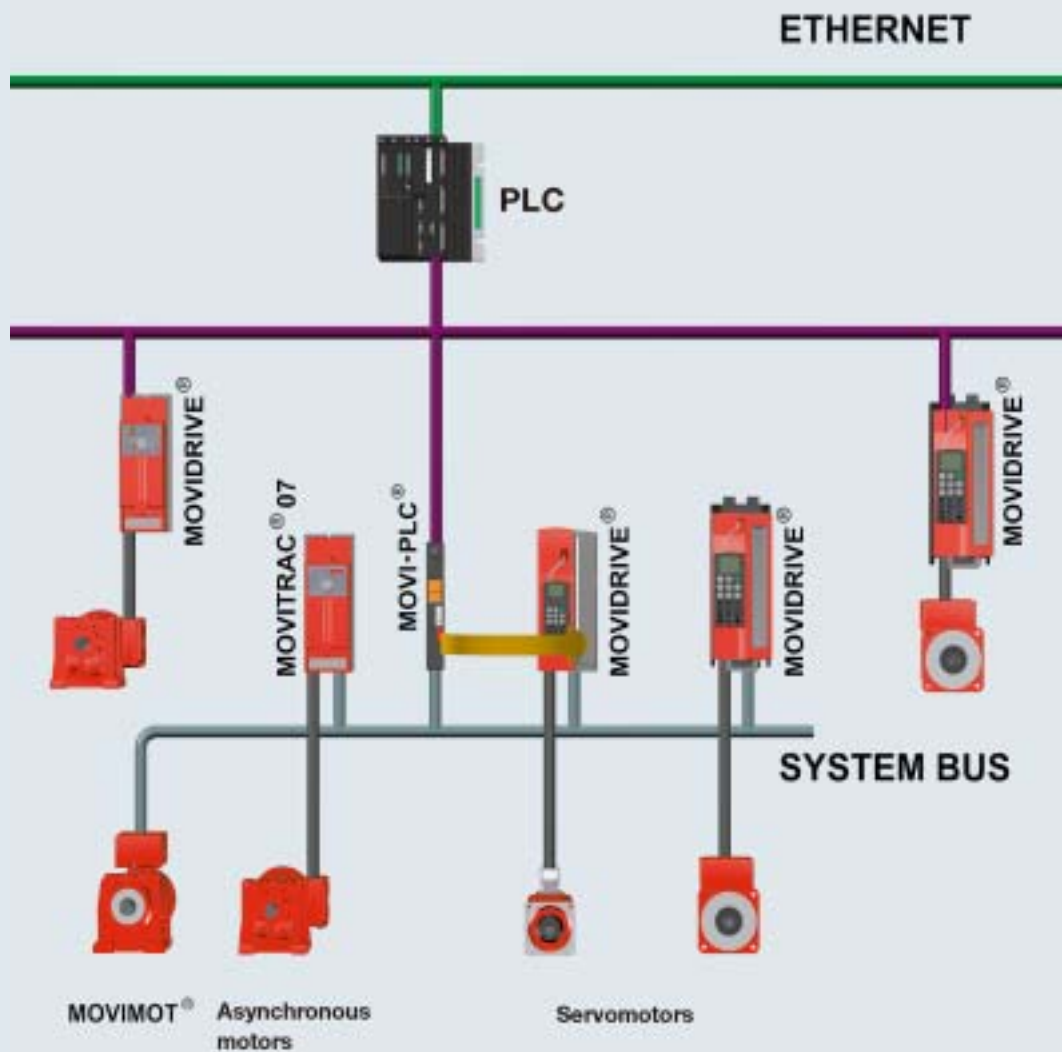 ETHERNET
PLC
MOVIDRIVE®
MOVITRAC® 07
MOVI-PLC®
MOVIDRIVE®
MOVIDRIVE®
MOVIDRIVE®
SYSTEM BUS
MOVIMOT®
Asynchronous
motors
Servomotors